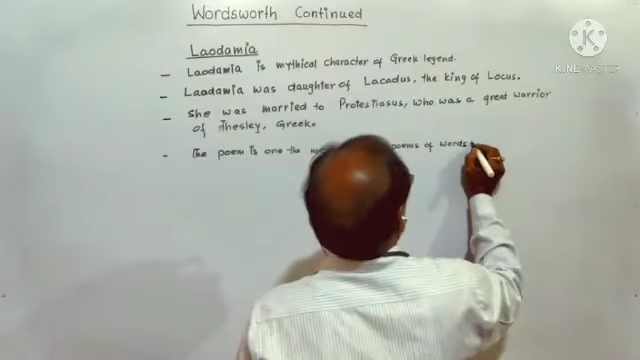 Wordsworth Continued
KINEMASTER
Laodamia
- Laodamia is mythical character of Greek legend.
- Laadamia was daughter of Lacadus, the king of Locus.
- She was married to Protestiasus, who was a great warrior
of Thesley, Greek.
- The poem is one the poems of words